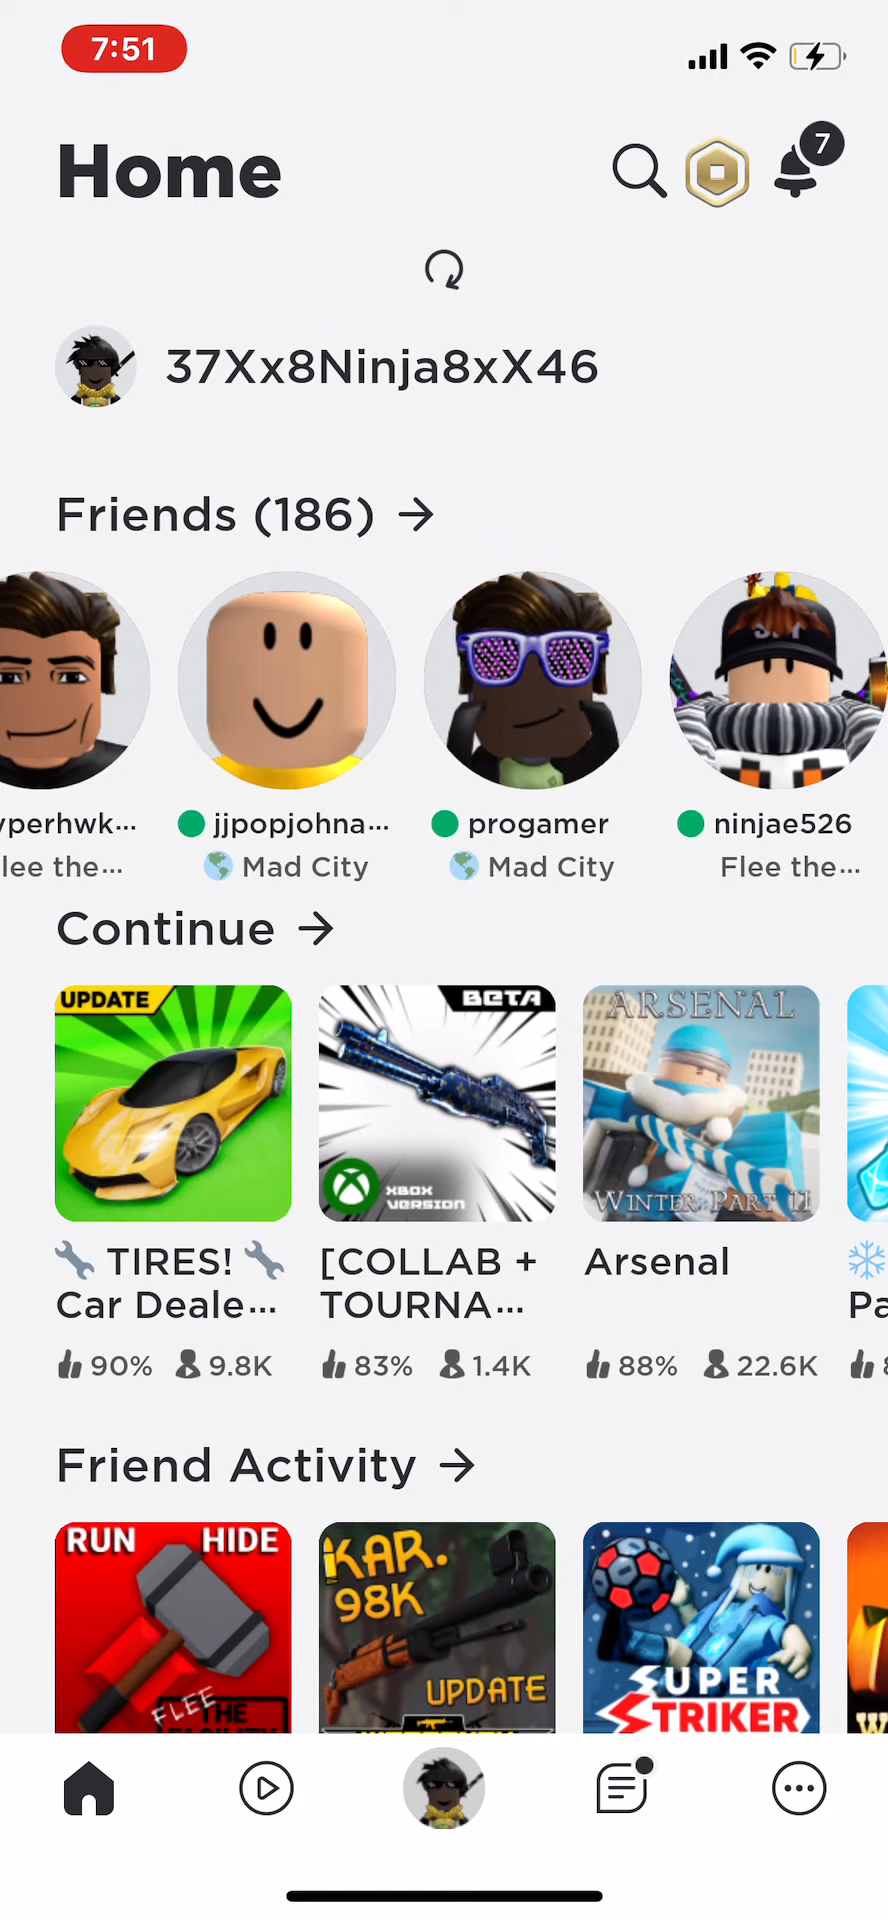 7:51
Home
7
37Xx8Ninja8xX46
Friends (186) →
yperhwk...
jjpopjohna...
progamer
ninjae526
lee the...
Mad City
Mad City
Flee the...
Continue →
UPDATE
BETA
XBOX
VERSION
ARSENAL
WINTER PART II
TIRES!
Car Deale...
[COLLAB +
TOURNA...
Arsenal
Pa
90%
9.8K
83%
1.4K
88%
22.6K
Friend Activity →
RUN HIDE
FLEE
THE
FACILITY
KAR.
98K
UPDATE
SUPER
STRIKER
W